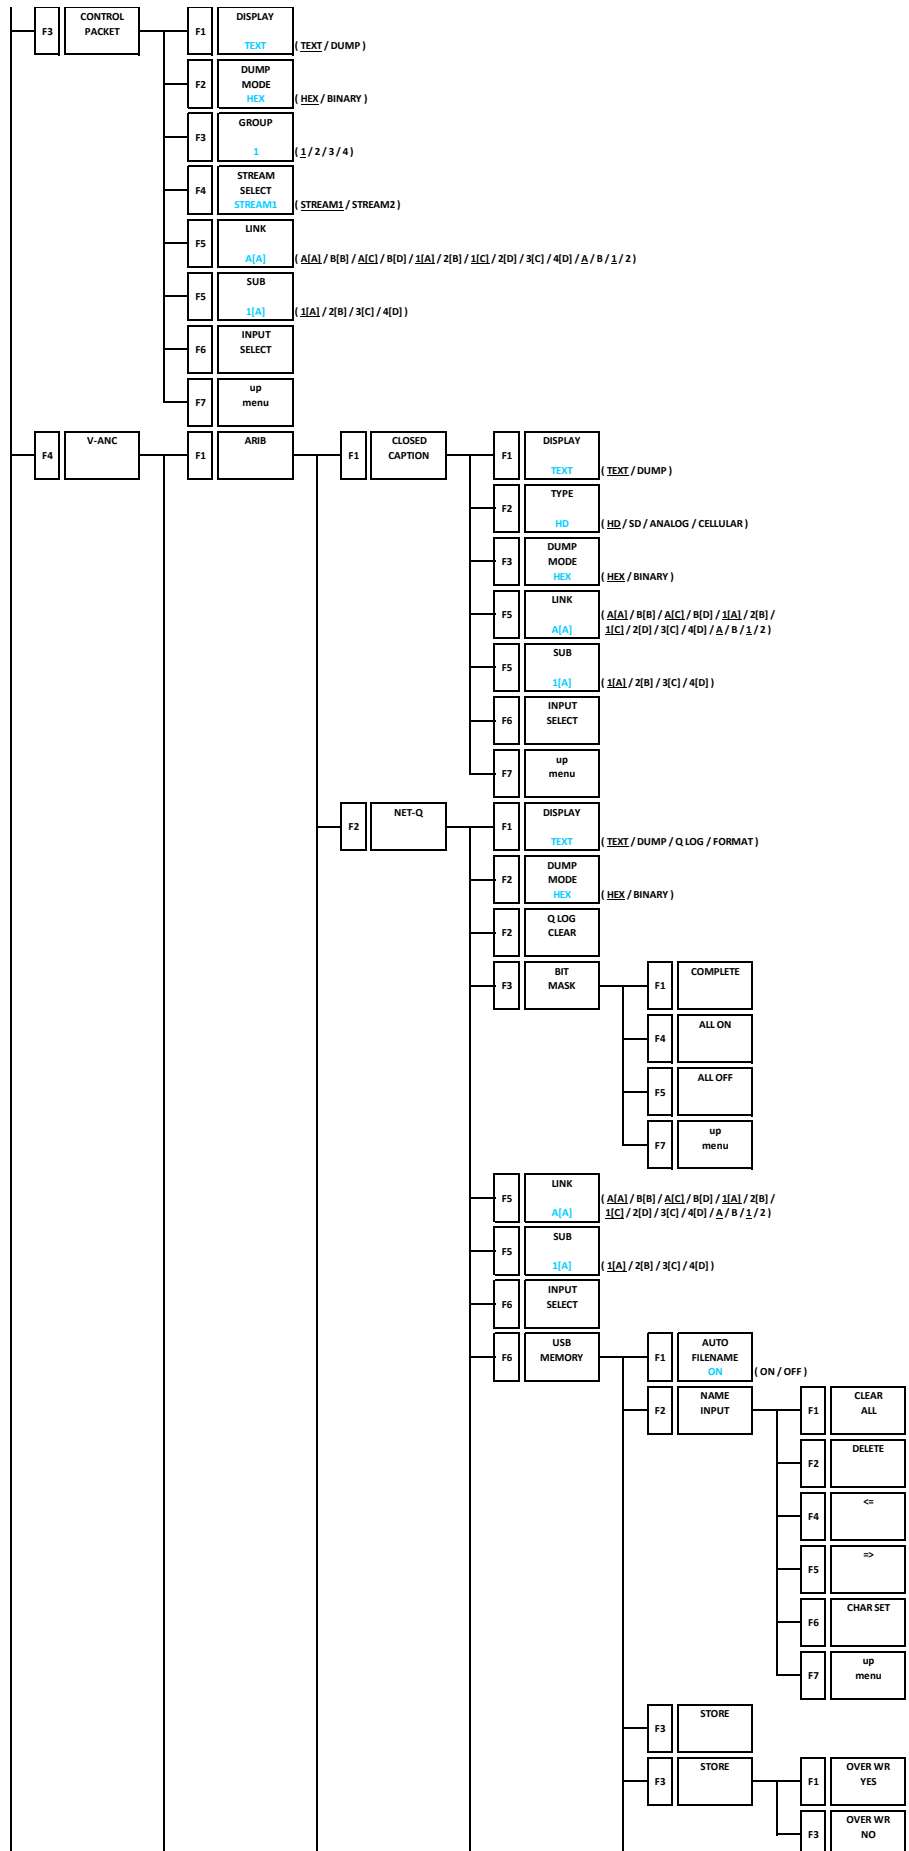 F3
CONTROL
PACKET
F1
DISPLAY
TEXT
( TEXT / DUMP )
F2
DUMP
MODE
HEX
( HEX / BINARY )
F3
GROUP
1
( 1 / 2 / 3 / 4 )
F4
STREAM
SELECT
STREAM1
( STREAM1 / STREAM2 )
F5
LINK
A[A]
( A[A] / B[B] / A[C] / B[D] / 1[A] / 2[B] / 1[C] / 2[D] / 3[C] / 4[D] / A / B / 1 / 2 )
F5
SUB
1[A]
( 1[A] / 2[B] / 3[C] / 4[D] )
F6
INPUT
SELECT
F7
up
menu
F4
V-ANC
F1
ARIB
F1
CLOSED
CAPTION
F1
DISPLAY
TEXT
( TEXT / DUMP )
F2
TYPE
HD
( HD / SD / ANALOG / CELLULAR )
F3
DUMP
MODE
HEX
( HEX / BINARY )
F5
LINK
A[A]
( A[A] / B[B] / A[C] / B[D] / 1[A] / 2[B] /
1[C] / 2[D] / 3[C] / 4[D] / A / B / 1 / 2 )
F5
SUB
1[A]
( 1[A] / 2[B] / 3[C] / 4[D] )
F6
INPUT
SELECT
F7
up
menu
F2
NET-Q
F1
DISPLAY
TEXT
( TEXT / DUMP / Q LOG / FORMAT )
F2
DUMP
MODE
HEX
( HEX / BINARY )
F2
Q LOG
CLEAR
F3
BIT
MASK
F1
COMPLETE
F4
ALL ON
F5
ALL OFF
F7
up
menu
F5
LINK
A[A]
( A[A] / B[B] / A[C] / B[D] / 1[A] / 2[B] /
1[C] / 2[D] / 3[C] / 4[D] / A / B / 1 / 2 )
F5
SUB
1[A]
( 1[A] / 2[B] / 3[C] / 4[D] )
F6
INPUT
SELECT
F6
USB
MEMORY
F1
AUTO
FILENAME
ON
( ON / OFF )
F2
NAME
INPUT
F1
CLEAR
ALL
F2
DELETE
F4
<=
F5
=>
F6
CHAR SET
F7
up
menu
F3
STORE
F3
STORE
F1
OVER WR
YES
F3
OVER WR
NO